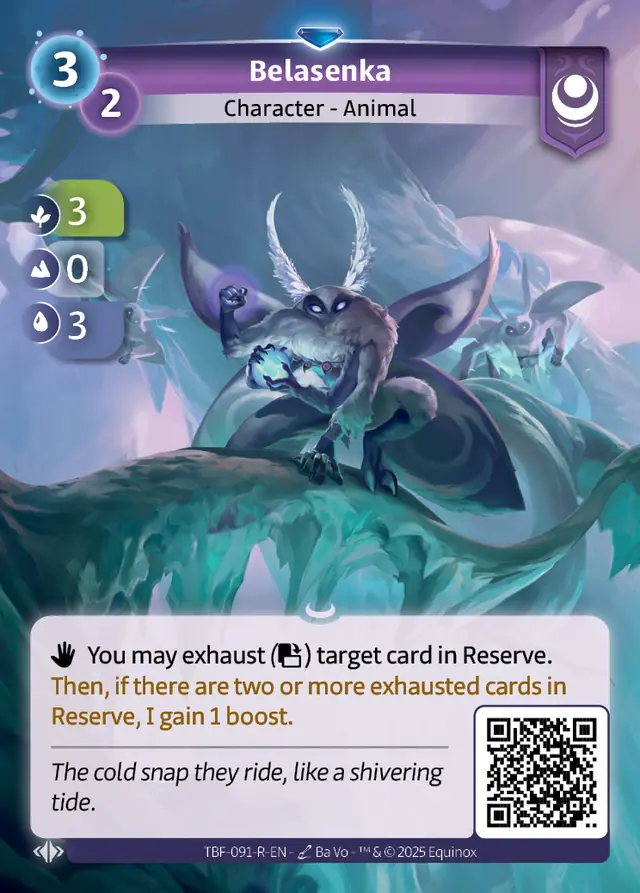 3
Belasenka
2
Character - Animal
3
0
3
You may exhaust () target card in Reserve.
Then, if there are two or more exhausted cards in
Reserve, I gain 1 boost.
The cold snap they ride, like a shivering
tide.
TBF-091-R-EN - Ba Vo - ™ & © 2025 Equinox